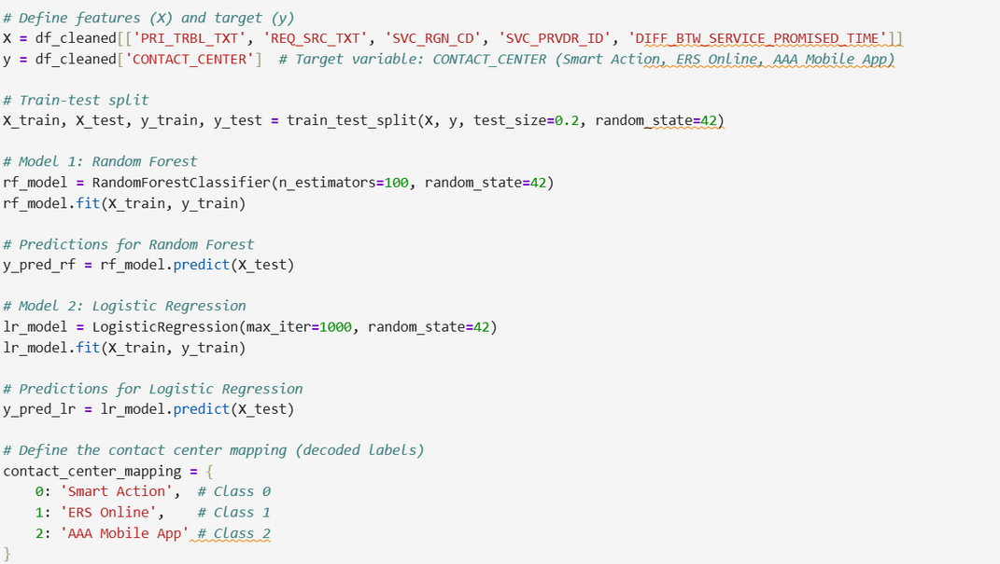 # Define features (X) and target (y)
X = df_cleaned[['PRI_TRBL_TXT', 'REQ_SRC_TXT', 'SVC_RGN_CD', 'SVC_PRVDR_ID', 'DIFF_BTW_SERVICE_PROMISED_TIME']]
y = df_cleaned['CONTACT_CENTER']  # Target variable: CONTACT_CENTER (Smart Action, ERS Online, AAA Mobile App)
# Train-test split
X_train, X_test, y_train, y_test = train_test_split(X, y, test_size=0.2, random_state=42)
# Model 1: Random Forest
rf_model = RandomForestClassifier(n_estimators=100, random_state=42)
rf_model.fit(X_train, y_train)
# Predictions for Random Forest
y_pred_rf = rf_model.predict(X_test)
# Model 2: Logistic Regression
lr_model = LogisticRegression(max_iter=1000, random_state=42)
lr_model.fit(X_train, y_train)
# Predictions for Logistic Regression
y_pred_lr = lr_model.predict(X_test)
# Define the contact center mapping (decoded labels)
contact_center_mapping = {
    0: 'Smart Action',  # Class 0
    1: 'ERS Online',    # Class 1
    2: 'AAA Mobile App' # Class 2
}